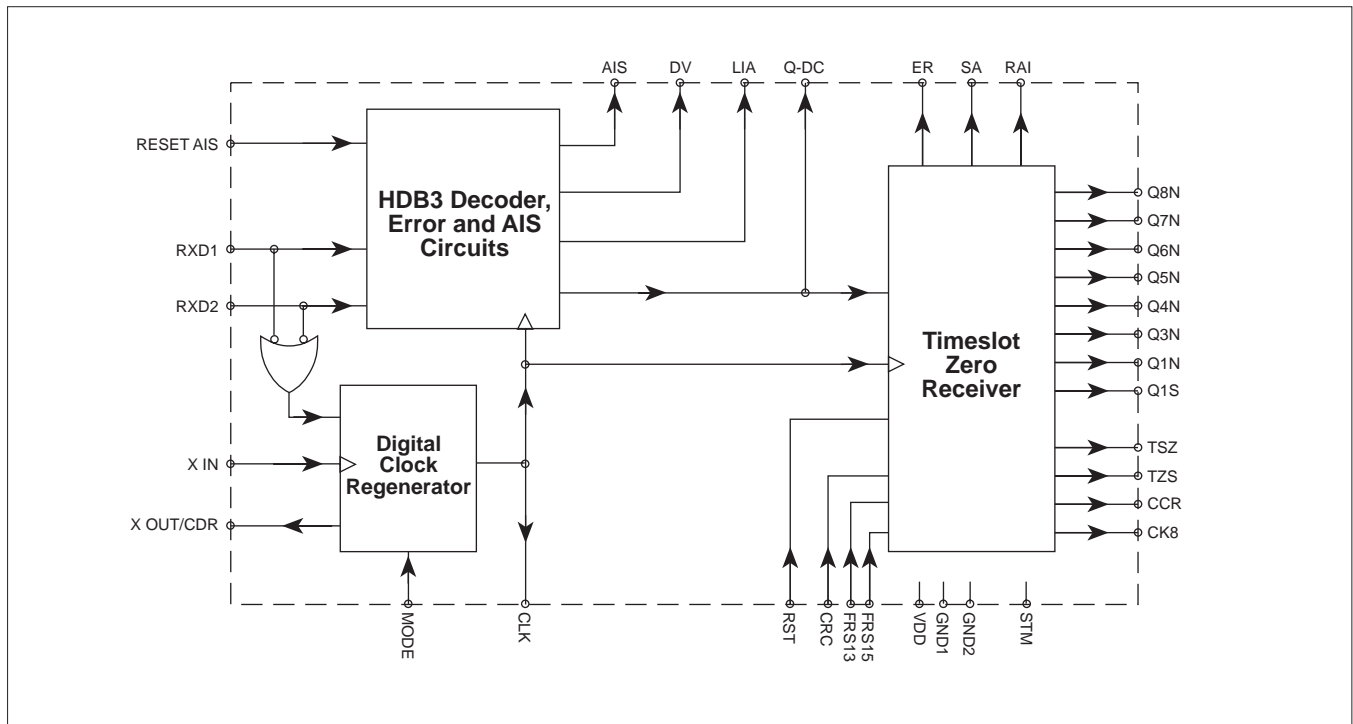 AIS DV LIA Q-DC ER SA RAI
RESET AIS
RXD1
RXD2
X IN
X OUT/CDR
HDB3 Decoder,
Error and AIS
Circuits
Digital
Clock
Regenerator
Timeslot
Zero
Receiver
Q8N
Q7N
Q6N
Q5N
Q4N
Q3N
Q1N
Q1S
TSZ
TZS
CCR
CK8
MODE
CLK
RST
CRC
FRS13
FRS15
VDD
GND1
GND2
STM